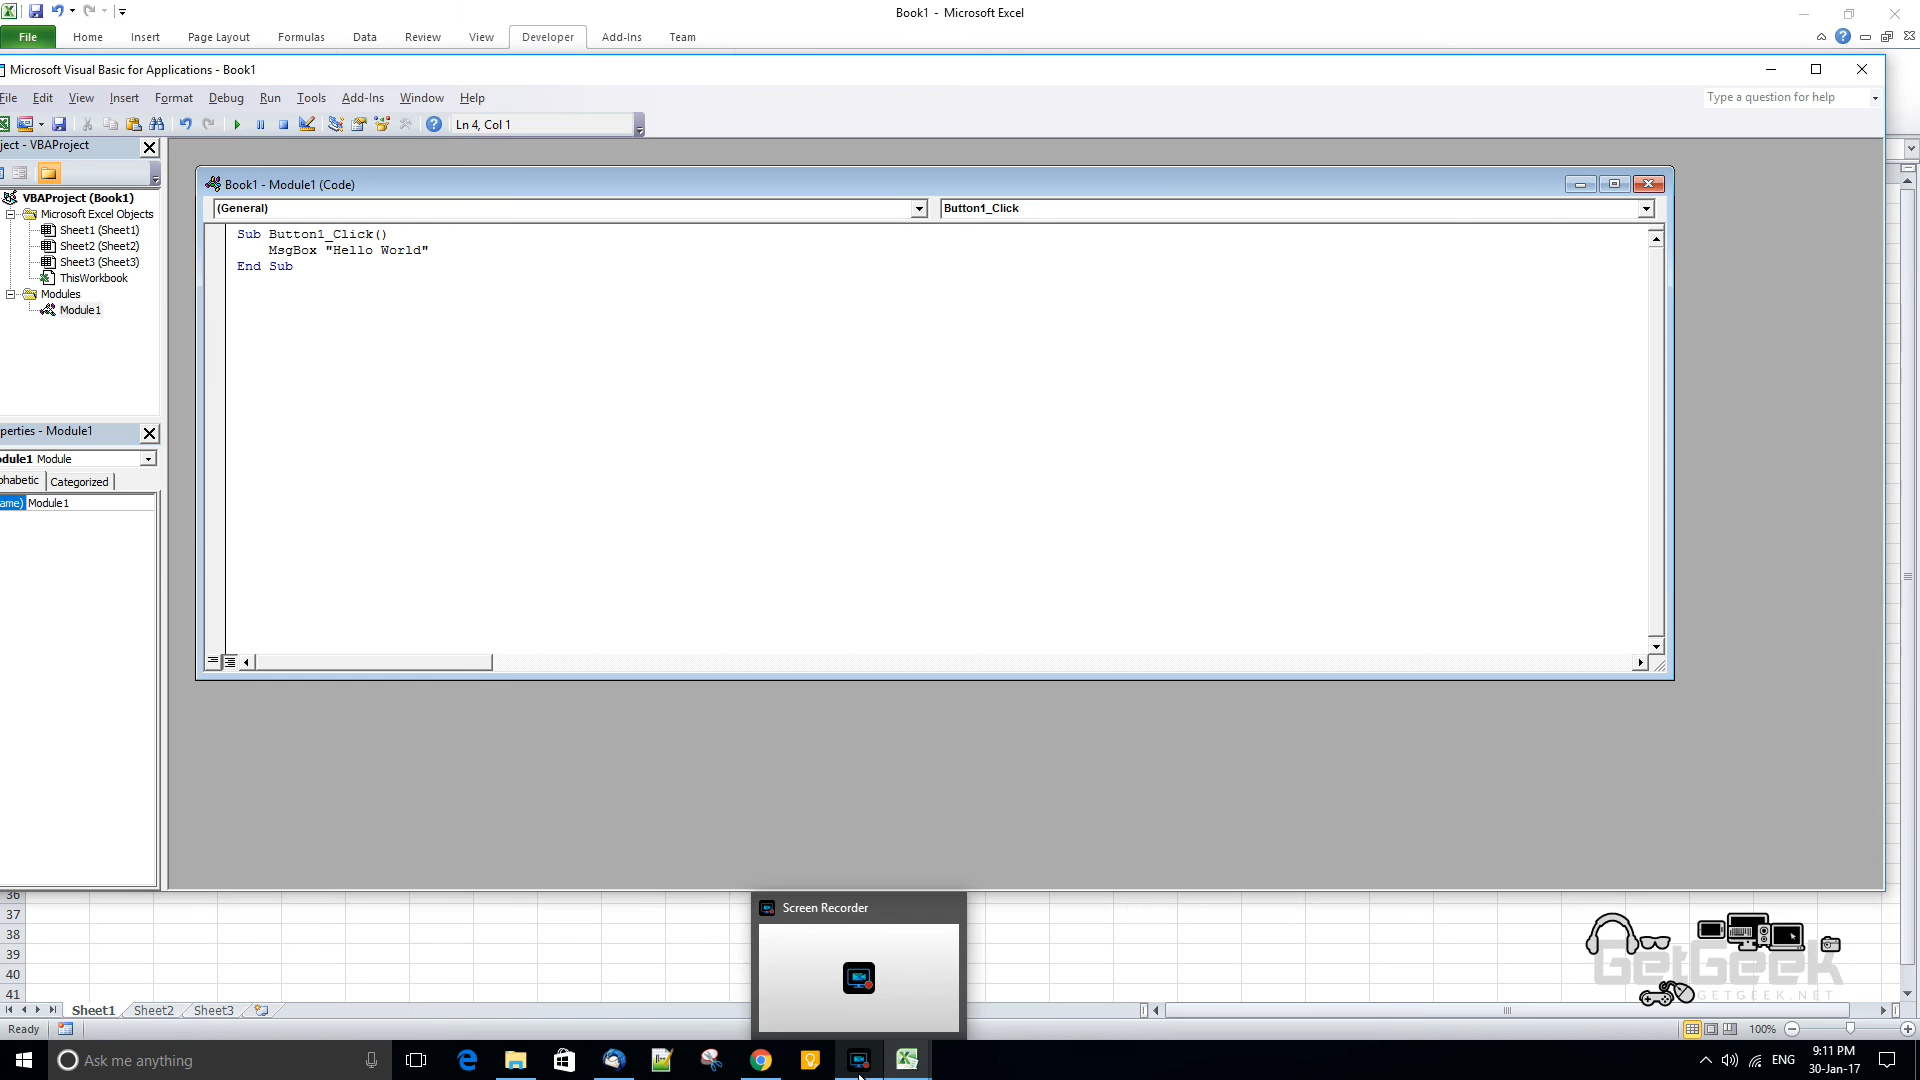 Book1 - Microsoft Excel
File Home Insert Page Layout Formulas Data Review View Developer Add-Ins Team
Microsoft Visual Basic for Applications - Book1
File Edit View Insert Format Debug Run Tools Add-Ins Window Help
Type a question for help
Ln 4, Col 1
ject - VBAProject
VBAProject (Book1)
Microsoft Excel Objects
Sheet1 (Sheet1)
Sheet2 (Sheet2)
Sheet3 (Sheet3)
ThisWorkbook
Modules
Module1
perties - Module1
odule1 Module
phabetic Categorized
ame) Module1
Book1 - Module1 (Code)
(General) Button1_Click
Sub Button1_Click()
MsgBox "Hello World"
End Sub
36
37
38
39
40
41
Screen Recorder
GetGeek
GETGEEK.NET
Sheet1 Sheet2 Sheet3
Ready
100%
Ask me anything
ENG
9:11 PM
30-Jan-17